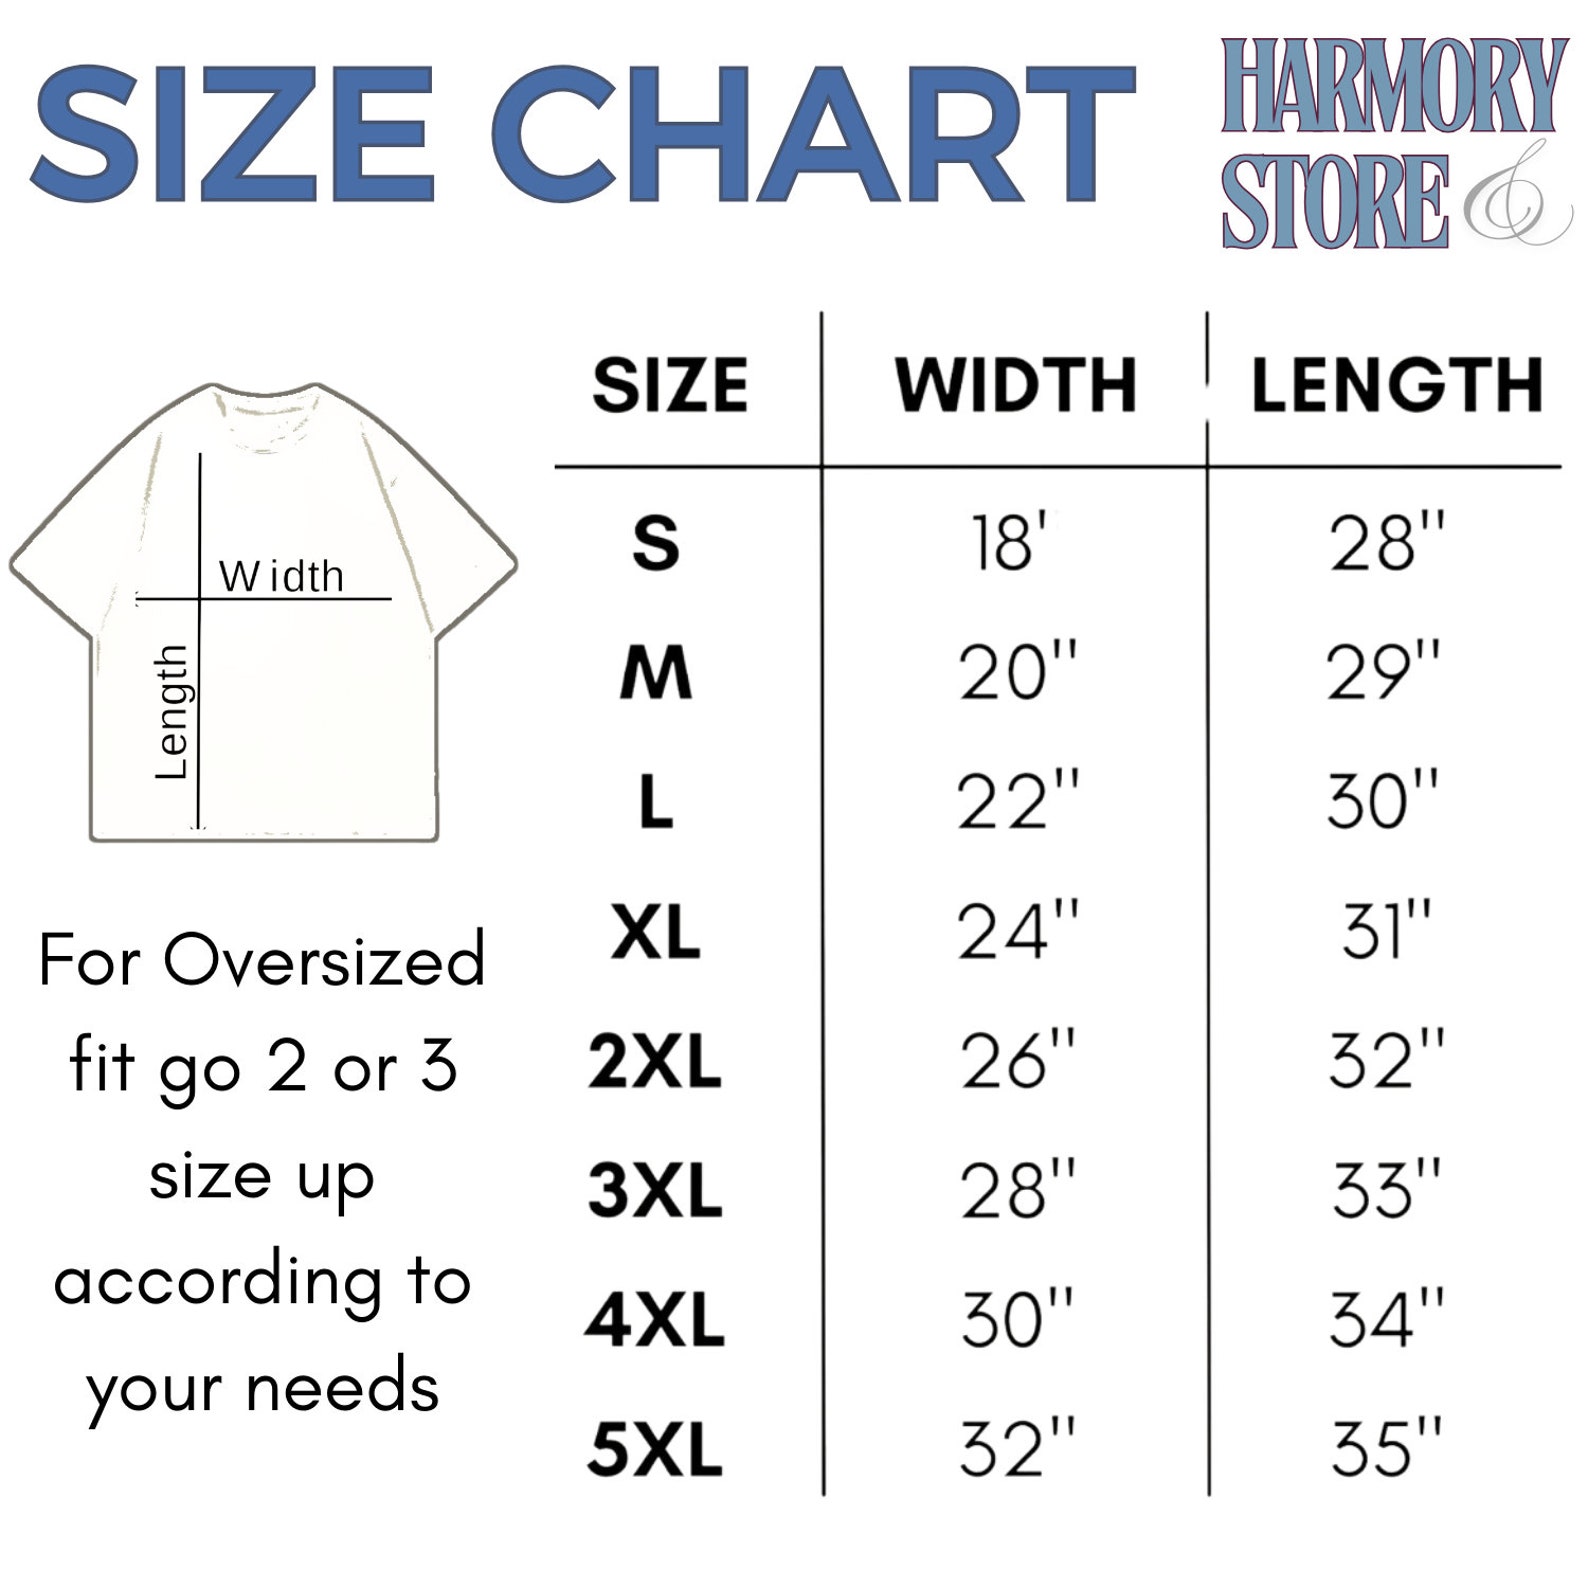 SIZE CHART
HARMORY
STORE &
SIZE WIDTH LENGTH
S 18' 28"
M 20" 29"
L 22" 30"
XL 24" 31"
2XL 26" 32"
3XL 28" 33"
4XL 30" 34"
5XL 32" 35"
Width
Length
For Oversized
fit go 2 or 3
size up
according to
your needs